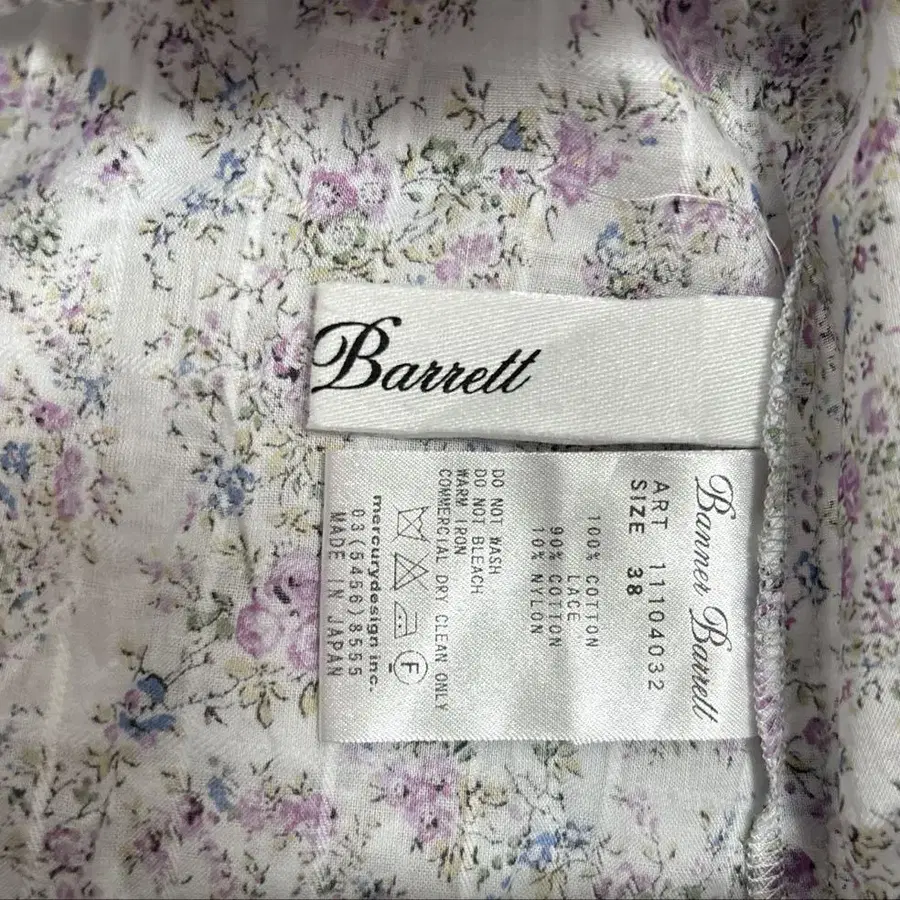 Barrett
Banner Barrett
ART 11104032
SIZE 38
100% COTTON
LACE
90% COTTON
10% NYLON
DO NOT WASH
DO NOT BLEACH
WARM IRON
COMMERCIAL DRY CLEAN ONLY
F
mercurydesign inc.
03(5456)8555
MADE IN JAPAN